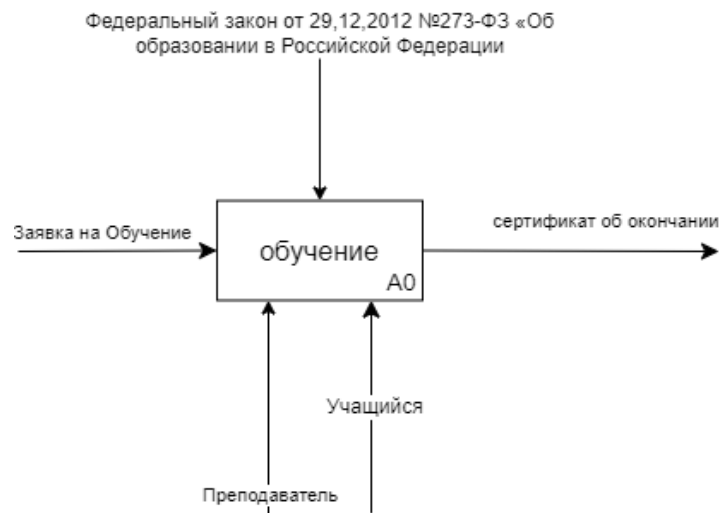 Федеральный закон от 29,12,2012 №273-ФЗ «Об
образовании в Российской Федерации
Заявка на Обучение
сертификат об окончании
обучение
A0
Учащийся
Преподаватель